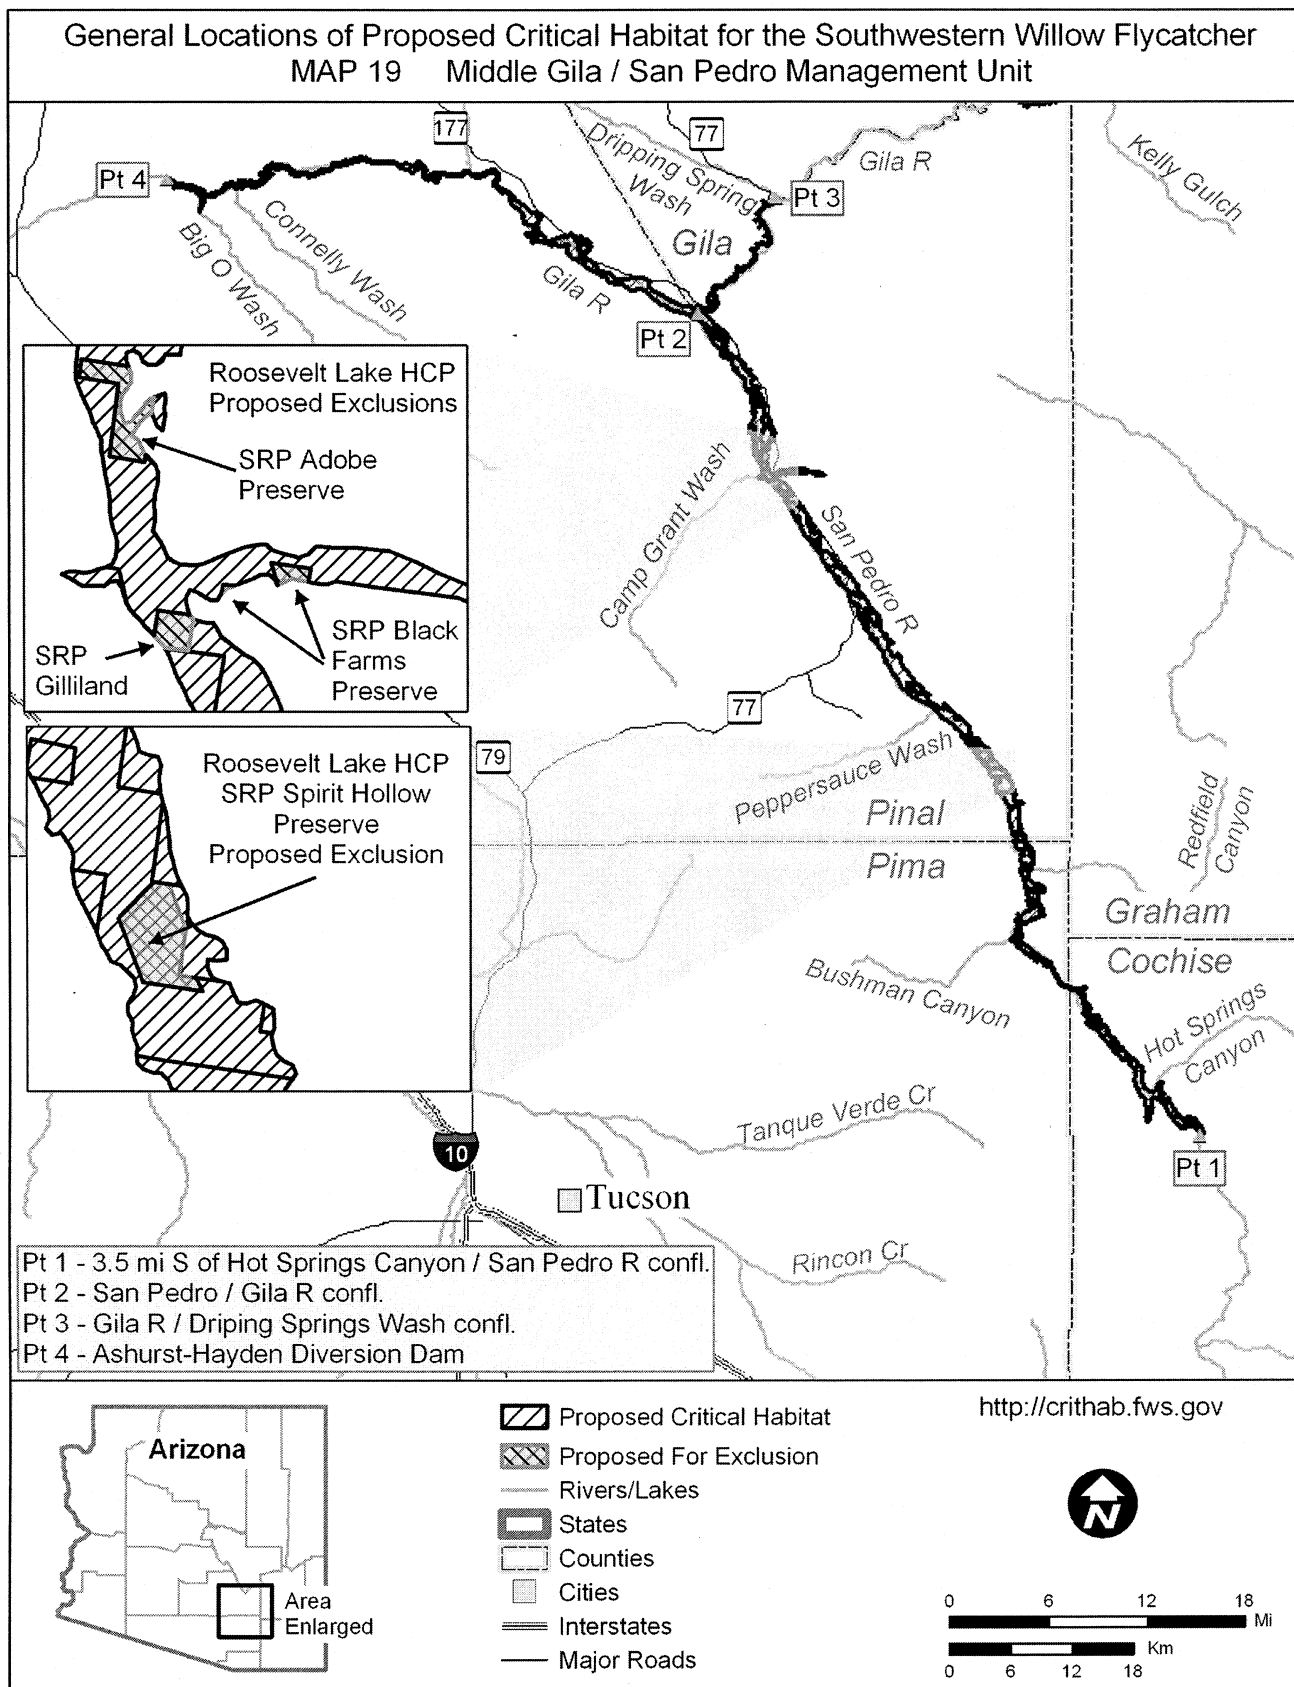 General Locations of Proposed Critical Habitat for the Southwestern Willow Flycatcher
MAP 19 Middle Gila / San Pedro Management Unit
177
77
Dripping Spring
Wash
Gila R
Kelly Gulch
Pt 4
Pt 3
Gila
Connelly Wash
Big O Wash
Gila R
Pt 2
Roosevelt Lake HCP
Proposed Exclusions
SRP Adobe
Preserve
SRP Black
Farms
Preserve
SRP
Gilliland
Camp Grant Wash
San Pedro R
77
79
Peppersauce Wash
Roosevelt Lake HCP
SRP Spirit Hollow
Preserve
Proposed Exclusion
Pinal
Pima
Redfield
Canyon
Graham
Cochise
Bushman Canyon
Hot Springs
Canyon
Tanque Verde Cr
10
Pt 1
Tucson
Rincon Cr
Pt 1 - 3.5 mi S of Hot Springs Canyon / San Pedro R confl.
Pt 2 - San Pedro / Gila R confl.
Pt 3 - Gila R / Driping Springs Wash confl.
Pt 4 - Ashurst-Hayden Diversion Dam
Arizona
Area
Enlarged
Proposed Critical Habitat
Proposed For Exclusion
Rivers/Lakes
States
Counties
Cities
Interstates
Major Roads
http://crithab.fws.gov
N
0 6 12 18
Mi
Km
0 6 12 18